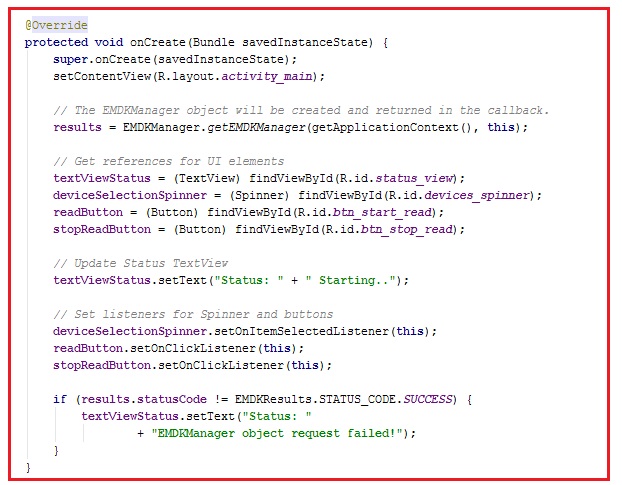 @Override
protected void onCreate(Bundle savedInstanceState) {
super.onCreate(savedInstanceState);
setContentView(R.layout.activity_main);
// The EMDKManager object will be created and returned in the callback.
results = EMDKManager.getEMDKManager(getApplicationContext(), this);
// Get references for UI elements
textViewStatus = (TextView) findViewById(R.id.status_view);
deviceSelectionSpinner = (Spinner) findViewById(R.id.devices_spinner);
readButton = (Button) findViewById(R.id.btn_start_read);
stopReadButton = (Button) findViewById(R.id.btn_stop_read);
// Update Status TextView
textViewStatus.setText("Status: " + " Starting..");
// Set listeners for Spinner and buttons
deviceSelectionSpinner.setOnItemSelectedListener(this);
readButton.setOnClickListener(this);
stopReadButton.setOnClickListener(this);
if (results.statusCode != EMDKResults.STATUS_CODE.SUCCESS) {
textViewStatus.setText("Status: "
+ "EMDKManager object request failed!");
}
}